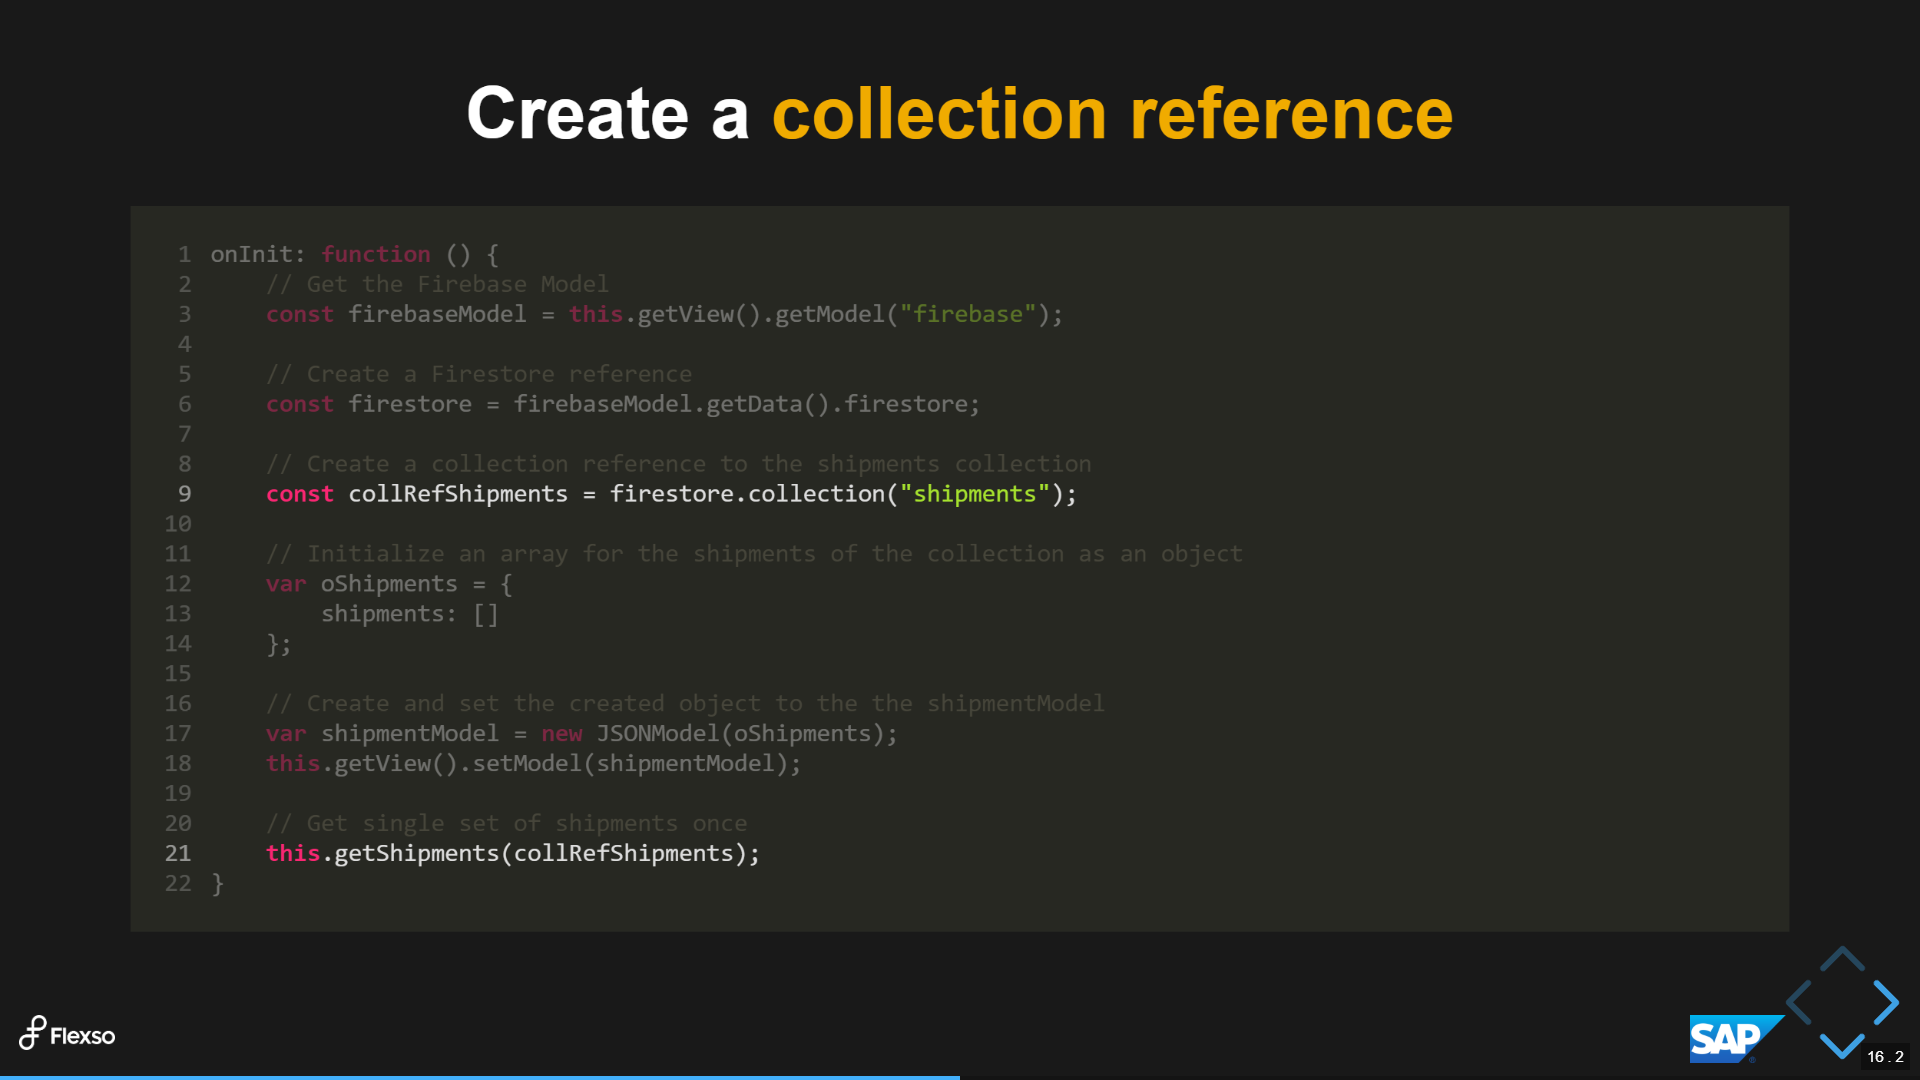 Create a collection reference
1 onInit: function () {
2 // Get the Firebase Model
3 const firebaseModel = this.getView().getModel("firebase");
4
5 // Create a Firestore reference
6 const firestore = firebaseModel.getData().firestore;
7
8 // Create a collection reference to the shipments collection
9 const collRefShipments = firestore.collection("shipments");
10
11 // Initialize an array for the shipments of the collection as an object
12 var oShipments = {
13 shipments: []
14 };
15
16 // Create and set the created object to the the shipmentModel
17 var shipmentModel = new JSONModel(oShipments);
18 this.getView().setModel(shipmentModel);
19
20 // Get single set of shipments once
21 this.getShipments(collRefShipments);
22 }
Flexso
SAP
16.2